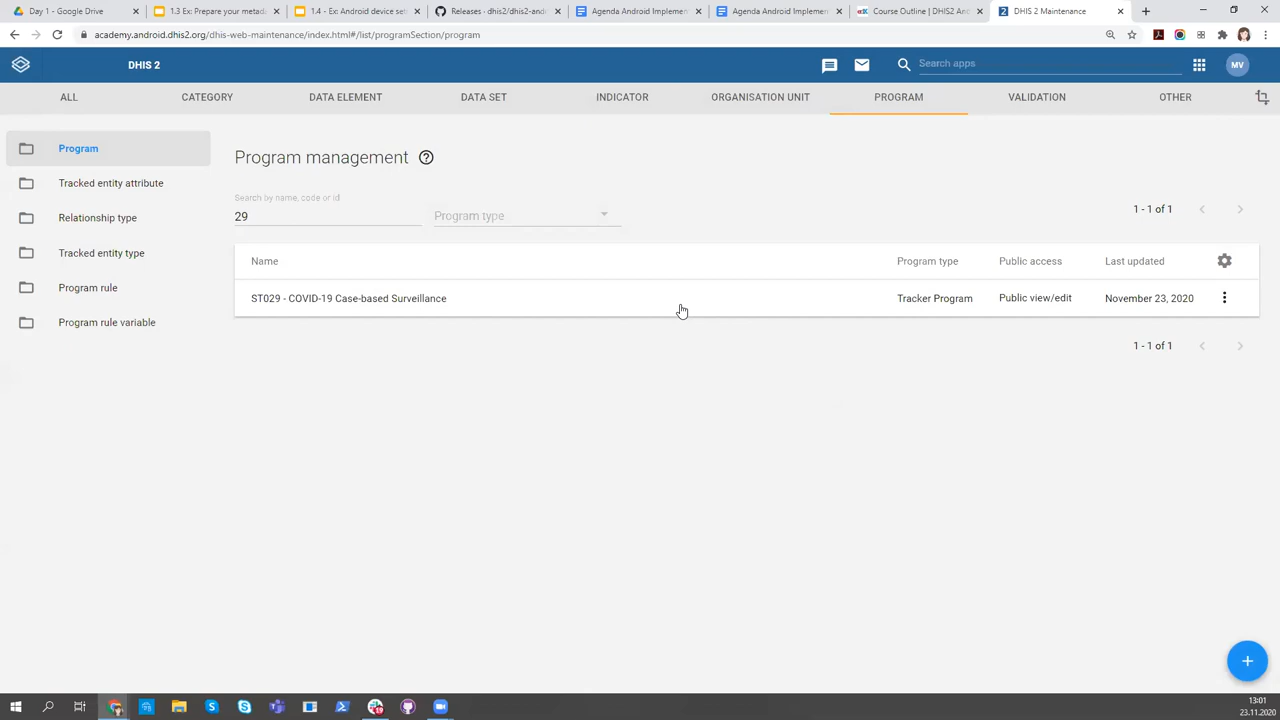 Day 1 - Google Drive
1.3 Ex: Prepare your metad
1.4 - Ex: Android device set
Releases · dhis2/dhis2-andr
Agenda Android Implement
Agenda Android Implement
Course Outline | DHIS2 And
DHIS 2 Maintenance
academy.android.dhis2.org/dhis-web-maintenance/index.html#/list/programSection/program
DHIS 2
Search apps
MV
ALL
CATEGORY
DATA ELEMENT
DATA SET
INDICATOR
ORGANISATION UNIT
PROGRAM
VALIDATION
OTHER
Program
Tracked entity attribute
Relationship type
Tracked entity type
Program rule
Program rule variable
Program management
Search by name, code or id
29
Program type
1 - 1 of 1
Name
Program type
Public access
Last updated
ST029 - COVID-19 Case-based Surveillance
Tracker Program
Public view/edit
November 23, 2020
1 - 1 of 1
13:01
23.11.2020